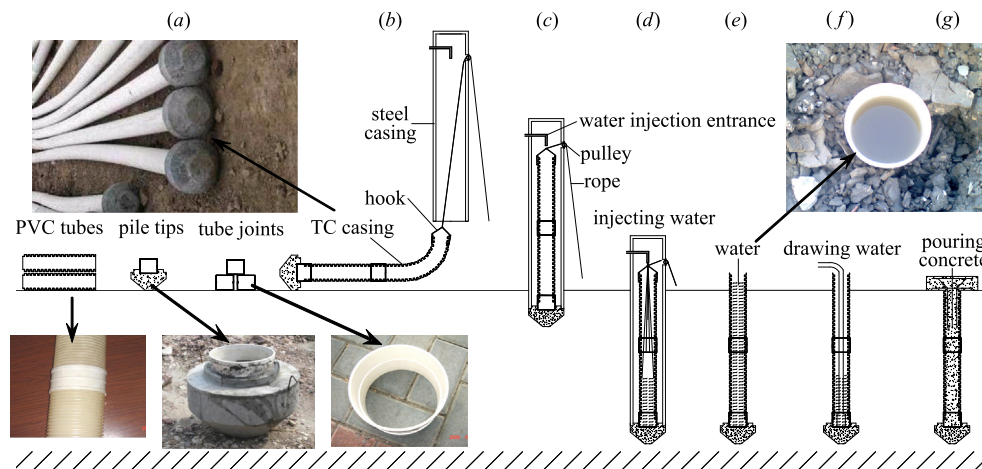 (a)
(b)
(c)
(d)
(e)
(f)
(g)
steel
casing
water injection entrance
pulley
rope
hook
injecting water
PVC tubes
pile tips
tube joints
TC casing
water
drawing water
pouring
concrete